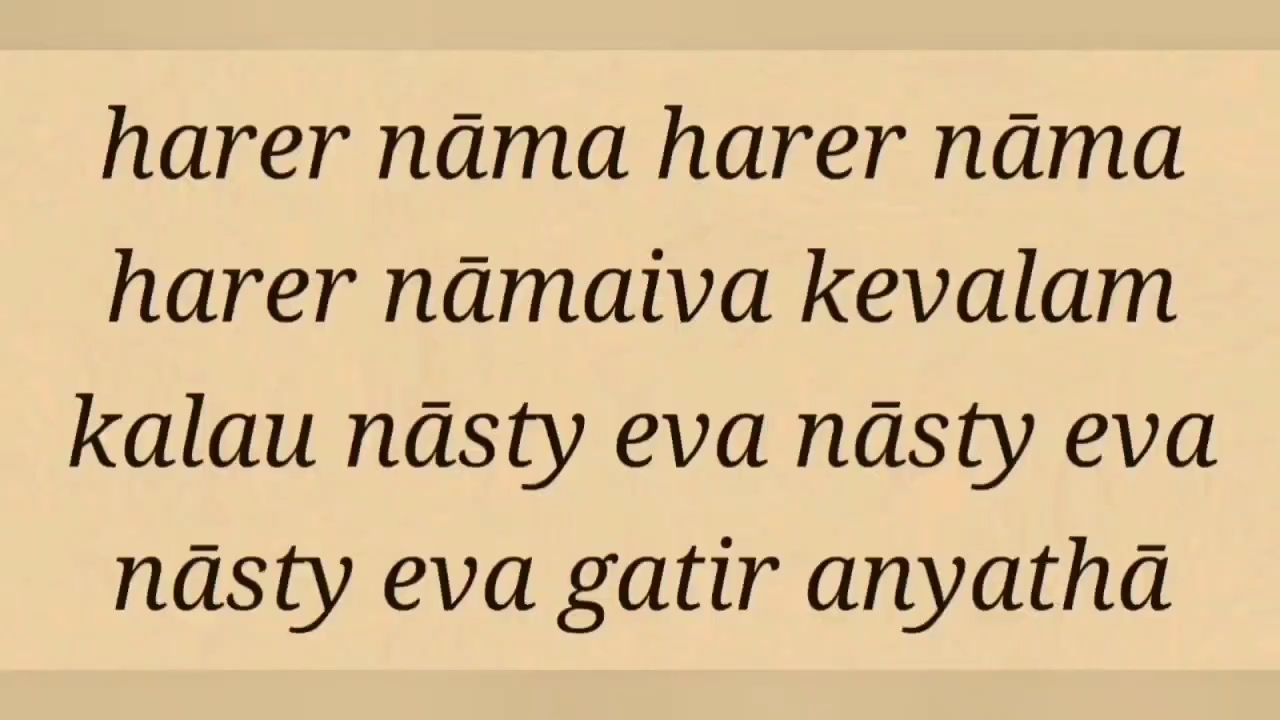 harer nāma harer nāma
harer nāmaiva kevalam
kalau nāsty eva nāsty eva
nāsty eva gatir anyathā